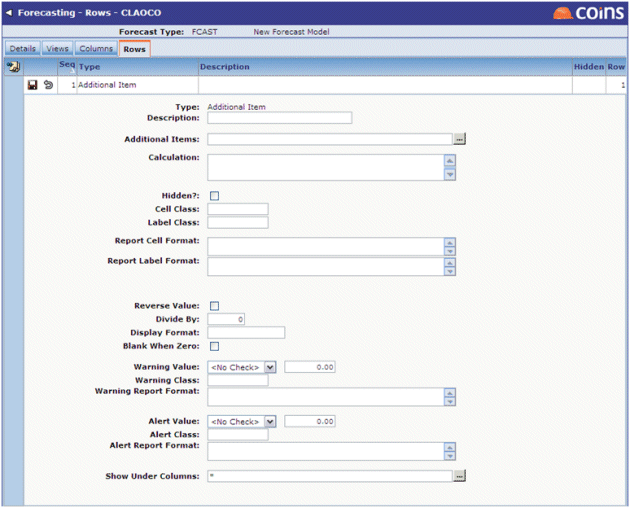 Forecasting - Rows - CLAOCO
coins
Forecast Type: FCAST New Forecast Model
Details Views Columns Rows
Seq Type Description Hidden Row
1 Additional Item 1
Type: Additional Item
Description:
Additional Items: ...
Calculation:
Hidden?:
Cell Class:
Label Class:
Report Cell Format:
Report Label Format:
Reverse Value:
Divide By: 0
Display Format:
Blank When Zero:
Warning Value: <No Check> 0.00
Warning Class:
Warning Report Format:
Alert Value: <No Check> 0.00
Alert Class:
Alert Report Format:
Show Under Columns: * ...